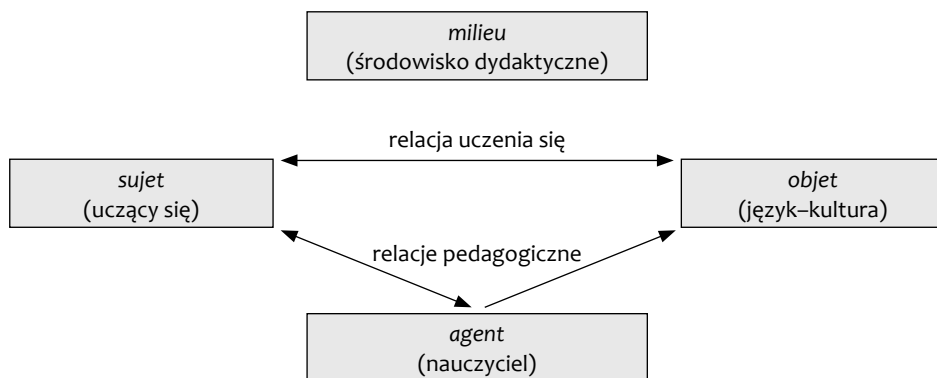 milieu
(środowisko dydaktyczne)
relacja uczenia się
sujet
(uczący się)
objet
(język–kultura)
relacje pedagogiczne
agent
(nauczyciel)